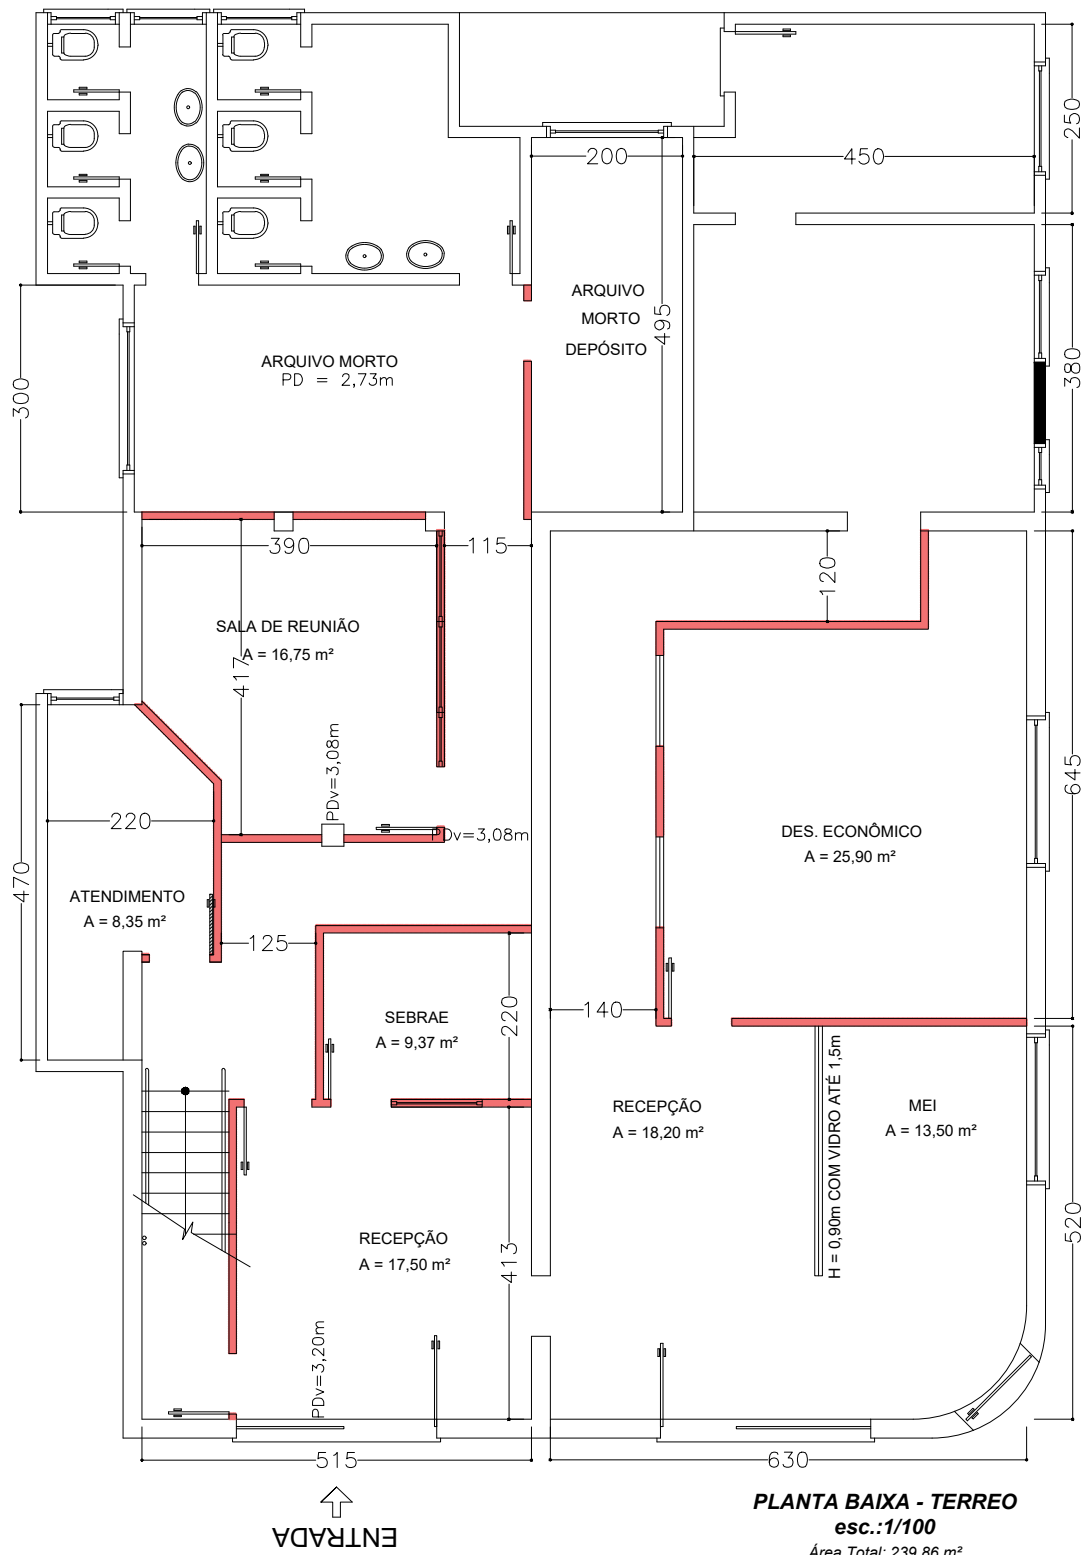 250
200
450
ARQUIVO
MORTO
DEPÓSITO
495
ARQUIVO MORTO
PD = 2,73m
300
380
390
115
120
SALA DE REUNIÃO
A = 16,75 m²
417
PDv=3,08m
PDv=3,08m
220
470
645
DES. ECONÔMICO
A = 25,90 m²
ATENDIMENTO
A = 8,35 m²
125
SEBRAE
A = 9,37 m²
220
140
RECEPÇÃO
A = 18,20 m²
H = 0,90m COM VIDRO ATÉ 1,5m
MEI
A = 13,50 m²
520
RECEPÇÃO
A = 17,50 m²
413
PDv=3,20m
515
630
ENTRADA
PLANTA BAIXA - TERREO
esc.:1/100
Área Total: 239,86 m²